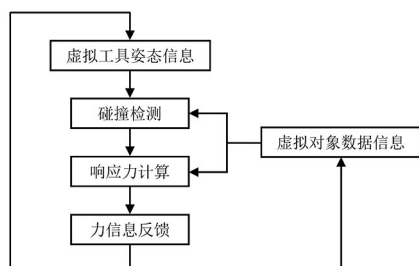 虚拟工具姿态信息
碰撞检测
虚拟对象数据信息
响应力计算
力信息反馈